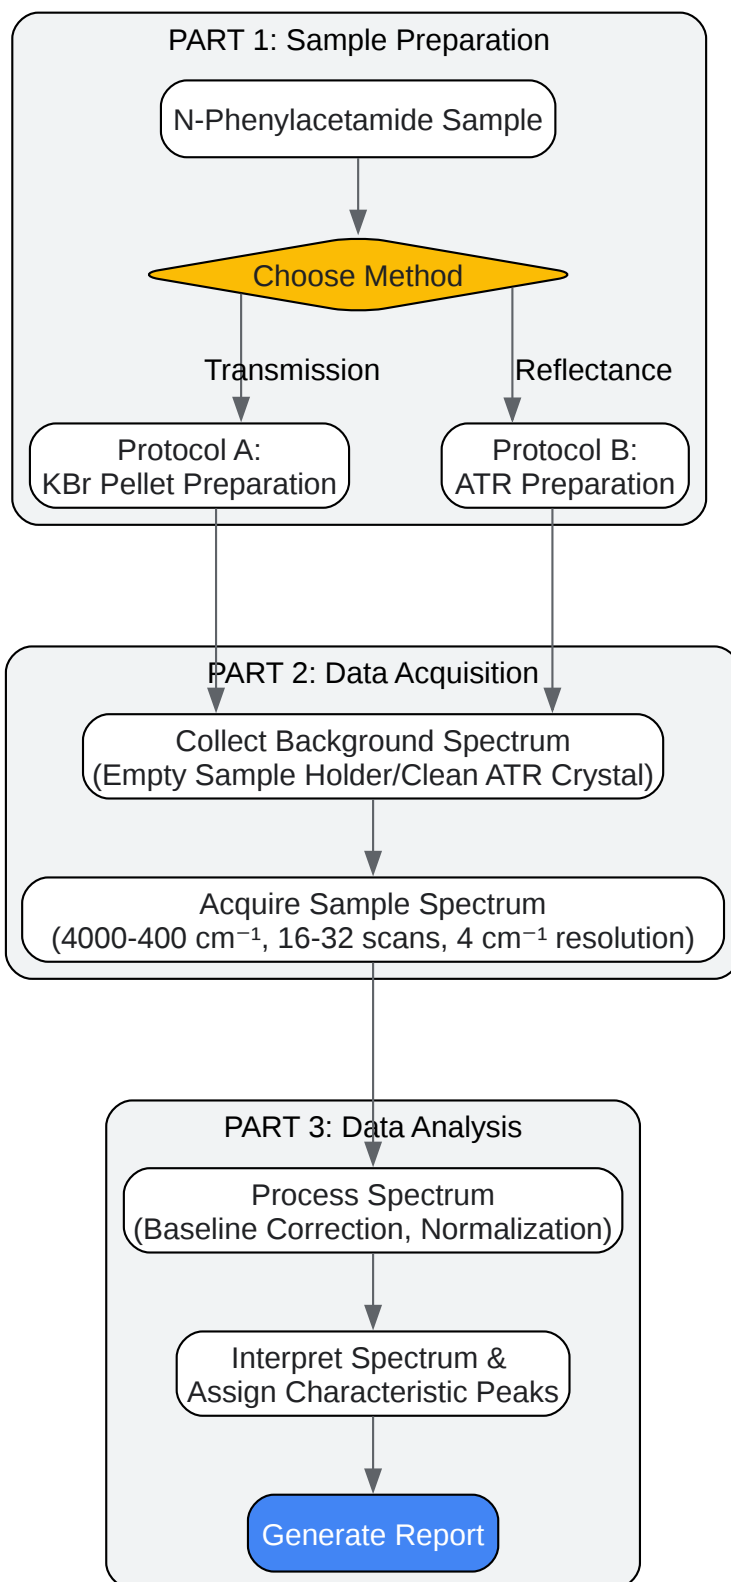 PART 1: Sample Preparation
N-Phenylacetamide Sample
Choose Method
Transmission
Reflectance
Protocol A:
KBr Pellet Preparation
Protocol B:
ATR Preparation
PART 2: Data Acquisition
Collect Background Spectrum
(Empty Sample Holder/Clean ATR Crystal)
Acquire Sample Spectrum
(4000-400 cm⁻¹, 16-32 scans, 4 cm⁻¹ resolution)
PART 3: Data Analysis
Process Spectrum
(Baseline Correction, Normalization)
Interpret Spectrum &
Assign Characteristic Peaks
Generate Report